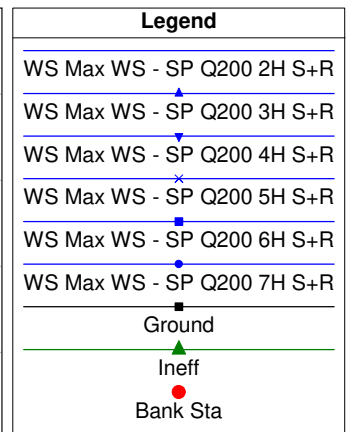 Legend
WS Max WS - SP Q200 2H S+R
WS Max WS - SP Q200 3H S+R
WS Max WS - SP Q200 4H S+R
WS Max WS - SP Q200 5H S+R
WS Max WS - SP Q200 6H S+R
WS Max WS - SP Q200 7H S+R
Ground
Ineff
Bank Sta